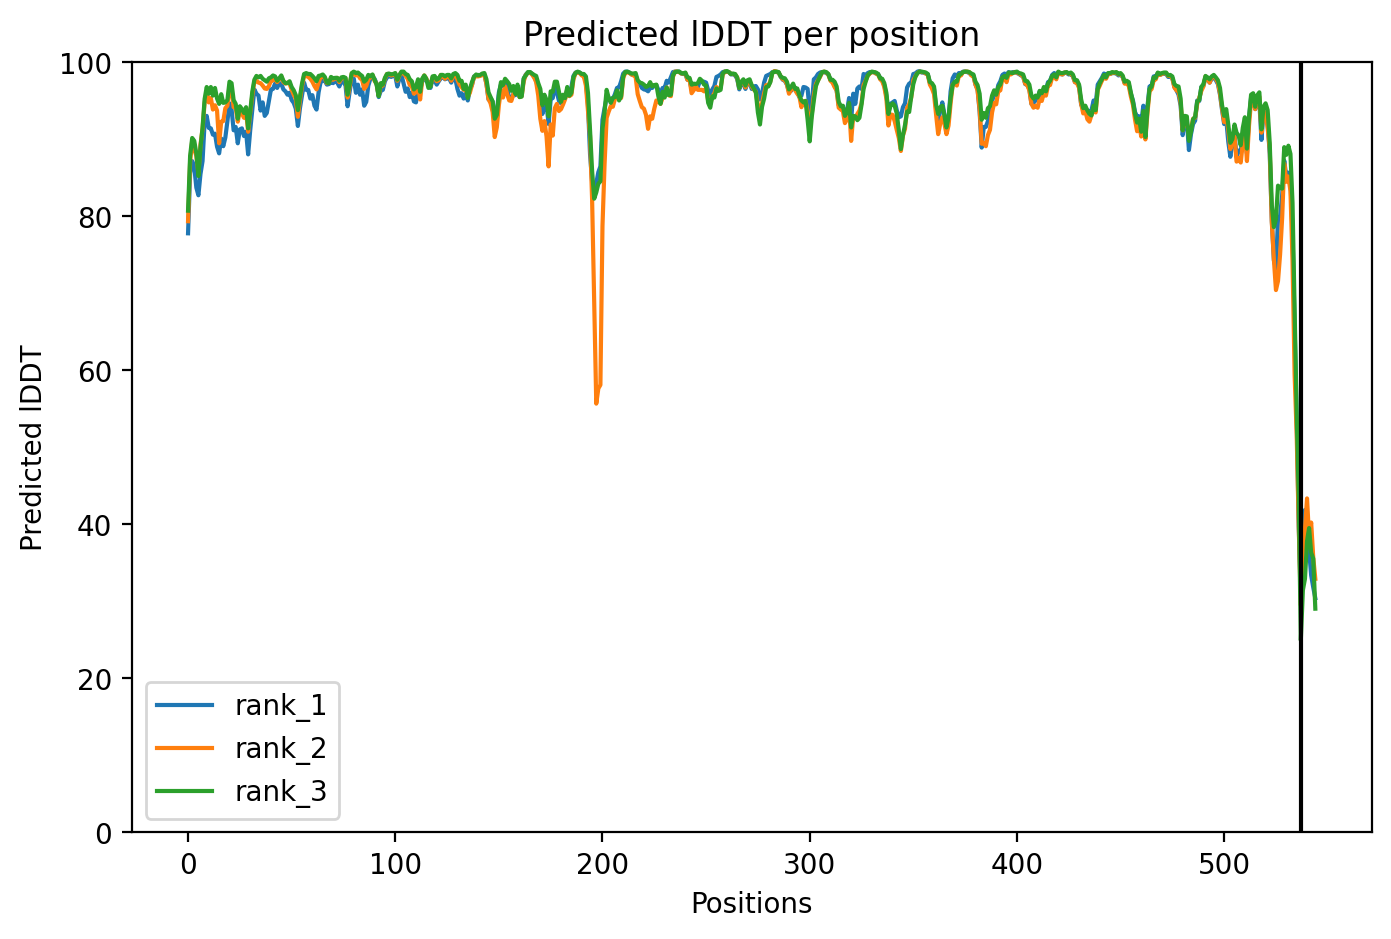 Predicted lDDT per position
100
80
60
40
20
0
Predicted lDDT
rank_1
rank_2
rank_3
0 100 200 300 400 500
Positions